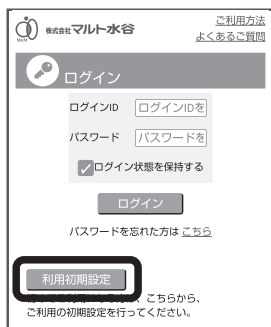 株式会社マルト水谷
M&M
ご利用方法
よくあるご質問
ログイン
ログインID ログインIDを
パスワード パスワードを
ログイン状態を保持する
ログイン
パスワードを忘れた方は こちら
利用初期設定
こちらから、
ご利用の初期設定を行ってください。